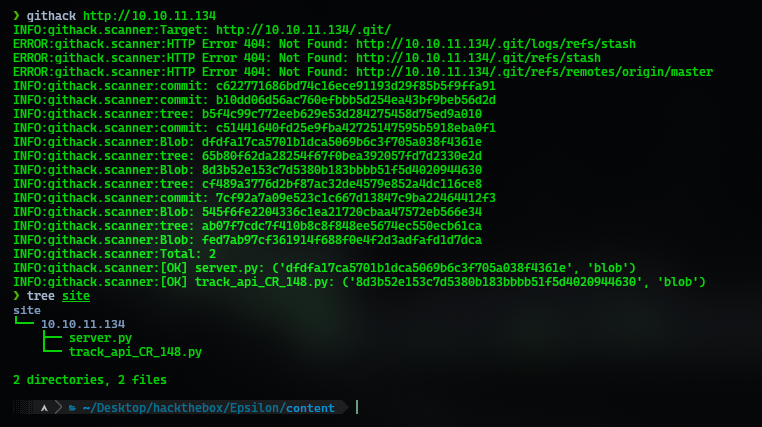 ❯ githack http://10.10.11.134
INFO:githack.scanner:Target: http://10.10.11.134/.git/
ERROR:githack.scanner:HTTP Error 404: Not Found: http://10.10.11.134/.git/logs/refs/stash
ERROR:githack.scanner:HTTP Error 404: Not Found: http://10.10.11.134/.git/refs/stash
ERROR:githack.scanner:HTTP Error 404: Not Found: http://10.10.11.134/.git/refs/remotes/origin/master
INFO:githack.scanner:commit: c622771686bd74c16ece91193d29f85b5f9ffa91
INFO:githack.scanner:commit: b10dd06d56ac760efbbb5d254ea43bf9beb56d2d
INFO:githack.scanner:tree: b5f4c99c772eeb629e53d284275458d75ed9a010
INFO:githack.scanner:commit: c51441640fd25e9fba42725147595b5918eba0f1
INFO:githack.scanner:Blob: dfdfa17ca5701b1dca5069b6c3f705a038f4361e
INFO:githack.scanner:tree: 65b80f62da28254f67f0bea392057fd7d2330e2d
INFO:githack.scanner:Blob: 8d3b52e153c7d5380b183bbbb51f5d4020944630
INFO:githack.scanner:tree: cf489a3776d2bf87ac32de4579e852a4dc116ce8
INFO:githack.scanner:commit: 7cf92a7a09e523c1c667d13847c9ba22464412f3
INFO:githack.scanner:Blob: 545f6fe2204336c1ea21720cbaa47572eb566e34
INFO:githack.scanner:tree: ab07f7cdc7f410b8c8f848ee5674ec550ecb61ca
INFO:githack.scanner:Blob: fed7ab97cf361914f688f0e4f2d3adfafd1d7dca
INFO:githack.scanner:Total: 2
INFO:githack.scanner:[OK] server.py: ('dfdfa17ca5701b1dca5069b6c3f705a038f4361e', 'blob')
INFO:githack.scanner:[OK] track_api_CR_148.py: ('8d3b52e153c7d5380b183bbbb51f5d4020944630', 'blob')
❯ tree site
site
└── 10.10.11.134
    ├── server.py
    └── track_api_CR_148.py
2 directories, 2 files
~/Desktop/hackthebox/Epsilon/content